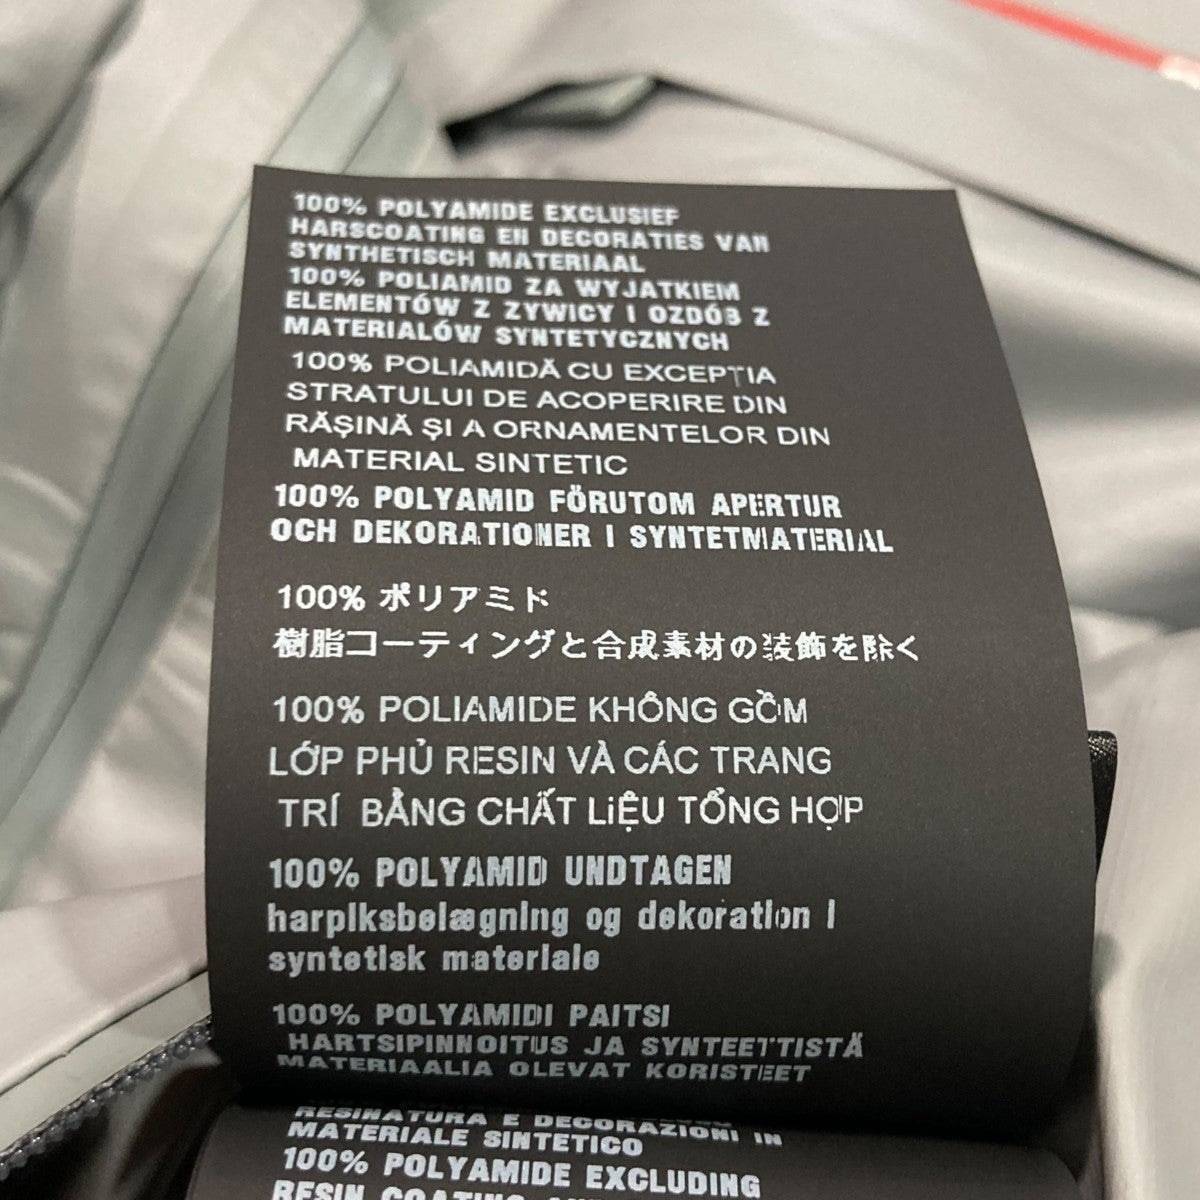 100% POLYAMIDE EXCLUSIEF
HARSCOATING EN DECORATIES VAN
SYNTHETISCH MATERIAAL
100% POLIAMID ZA WYJATKIEM
ELEMENTÓW Z ZYWICY I OZDÓB Z
MATERIALÓW SYNTETYCZNYCH
100% POLIAMIDĂ CU EXCEPȚIA
STRATULUI DE ACOPERIRE DIN
RĂȘINĂ ȘI A ORNAMENTELOR DIN
MATERIAL SINTETIC
100% POLYAMID FÖRUTOM APERTUR
OCH DEKORATIONER I SYNTETMATERIAL
100% ポリアミド
樹脂コーティングと合成素材の装飾を除く
100% POLIAMIDE KHÔNG GỒM
LỚP PHỦ RESIN VÀ CÁC TRANG
TRÍ BẰNG CHẤT LiỆU TỔNG HỢP
100% POLYAMID UNDTAGEN
harpiksbelægning og dekoration i
syntetisk materiale
100% POLYAMIDI PAITSI
HARTSIPINNOITUS JA SYNTEETTISTÄ
MATERIAALIA OLEVAT KORISTEET
RESINATURA E DECORAZIONI IN
MATERIALE SINTETICO
100% POLYAMIDE EXCLUDING
RESIN COATING